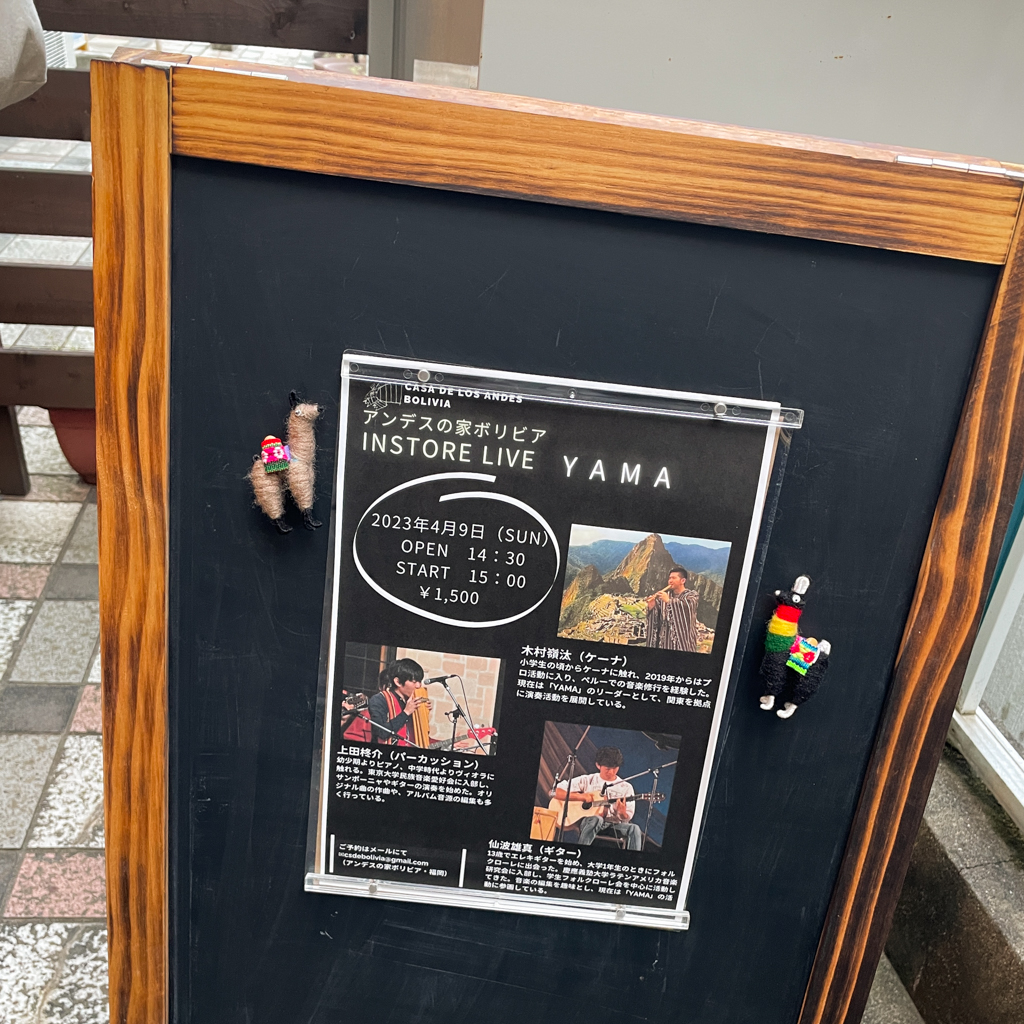 CASA DE LOS ANDES
BOLIVIA
アンデスの家ボリビア
INSTORE LIVE YAMA
2023年4月9日（SUN）
OPEN 14：30
START 15：00
￥1,500
木村嶺汰（ケーナ）
小学生の頃からケーナに触れ、2019年からはプ
ロ活動に入り、ペルーでの音楽修行を経験した。
現在は「YAMA」のリーダーとして、関東を拠点
に演奏活動を展開している。
上田柊介（パーカッション）
幼少期よりピアノ、中学時代よりヴィオラに
触れる。東京大学民族音楽愛好会に入部し、
サンポーニャやギターの演奏を始めた。オリ
ジナル曲の作曲や、アルバム音源の編集も多
く行っている。
仙波雄真（ギター）
13歳でエレキギターを始め、大学1年生のときにフォル
クローレに出会った。慶應義塾大学ラテンアメリカ音楽
研究会に入部し、学生フォルクローレ会を中心に活動し
てきた。音楽の編集を趣味とし、現在は「YAMA」の活
動に参画している。
ご予約はメールにて
✉csdebolivia@gmail.com
（アンデスの家ボリビア・福岡）